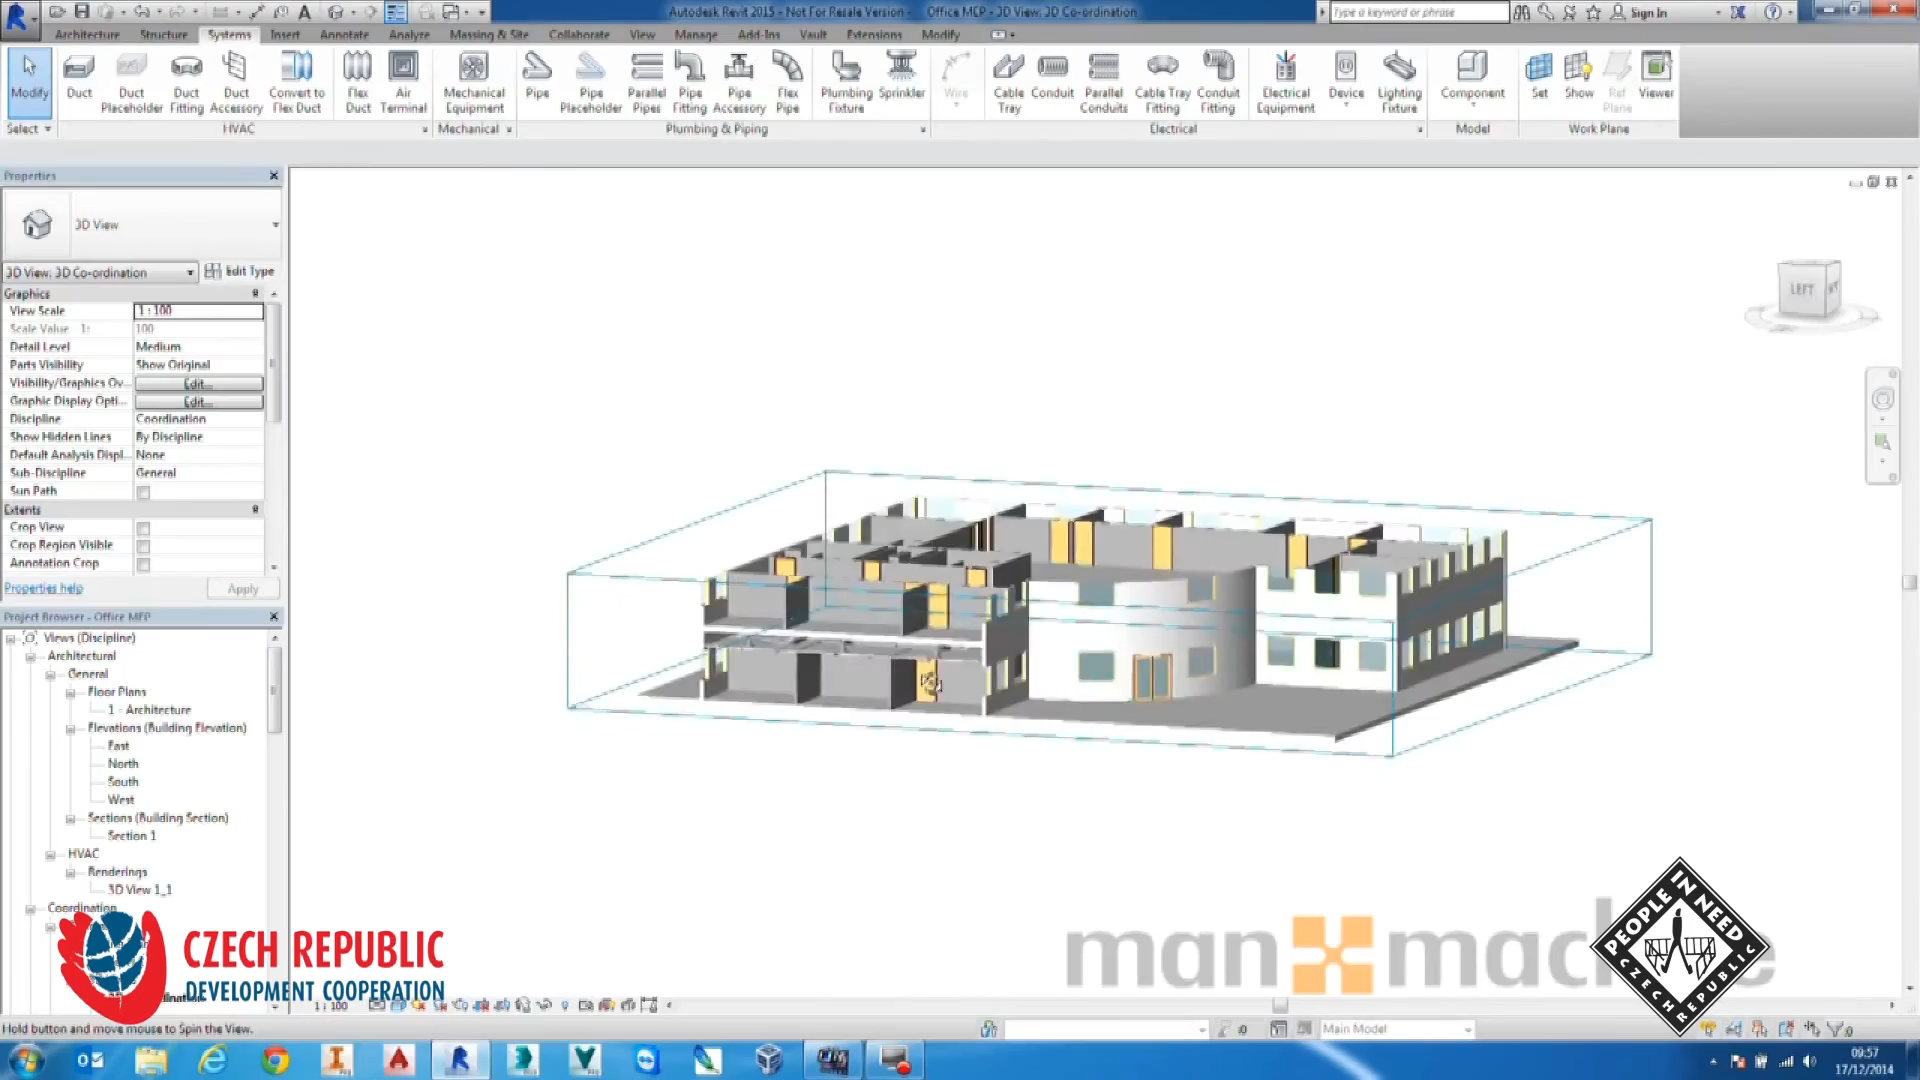 Autodesk Revit 2015 - Not For Resale Version - Office MEP - 3D View: 3D Co-ordination
Type a keyword or phrase
Sign In
Architecture Structure Systems Insert Annotate Analyze Massing & Site Collaborate View Manage Add-Ins Vault Extensions Modify
Modify
Duct
Duct Placeholder
Duct Fitting
Duct Accessory
Convert to Flex Duct
Flex Duct
Air Terminal
Mechanical Equipment
Pipe
Pipe Placeholder
Parallel Pipes
Pipe Fitting
Pipe Accessory
Flex Pipe
Plumbing Fixture
Sprinkler
Wire
Cable Tray
Conduit
Parallel Conduits
Cable Tray Fitting
Conduit Fitting
Electrical Equipment
Device
Lighting Fixture
Component
Set
Show
Ref Plane
Viewer
Select HVAC Mechanical Plumbing & Piping Electrical Model Work Plane
Properties
3D View
3D View: 3D Co-ordination Edit Type
Graphics
View Scale 1 : 100
Scale Value 1: 100
Detail Level Medium
Parts Visibility Show Original
Visibility/Graphics Ov... Edit...
Graphic Display Opti... Edit...
Discipline Coordination
Show Hidden Lines By Discipline
Default Analysis Displ... None
Sub-Discipline General
Sun Path
Extents
Crop View
Crop Region Visible
Annotation Crop
Properties help Apply
Project Browser - Office MEP
Views (Discipline)
Architectural
General
Floor Plans
1 - Architecture
Elevations (Building Elevation)
East
North
South
West
Sections (Building Section)
Section 1
HVAC
Renderings
3D View 1_1
Coordination
LEFT
CZECH REPUBLIC
DEVELOPMENT COOPERATION
man machine
PEOPLE IN NEED
CZECH REPUBLIC
1 : 100
Hold button and move mouse to Spin the View.
:0
Main Model
:0
09:57
17/12/2014